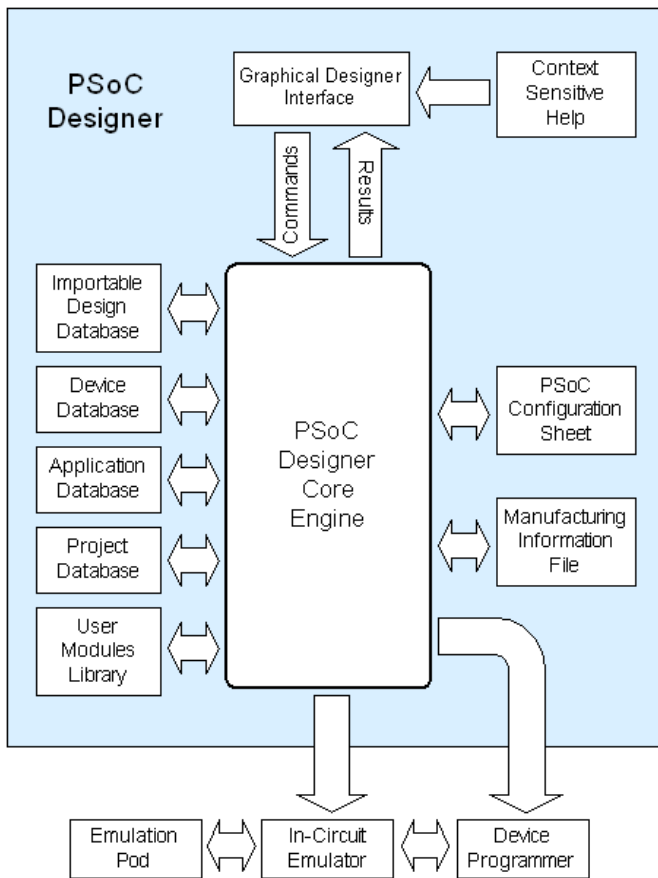 PSoC
Designer
Graphical Designer
Interface
Context
Sensitive
Help
Commands
Results
Importable
Design
Database
Device
Database
Application
Database
Project
Database
User
Modules
Library
PSoC
Designer
Core
Engine
PSoC
Configuration
Sheet
Manufacturing
Information
File
Emulation
Pod
In-Circuit
Emulator
Device
Programmer